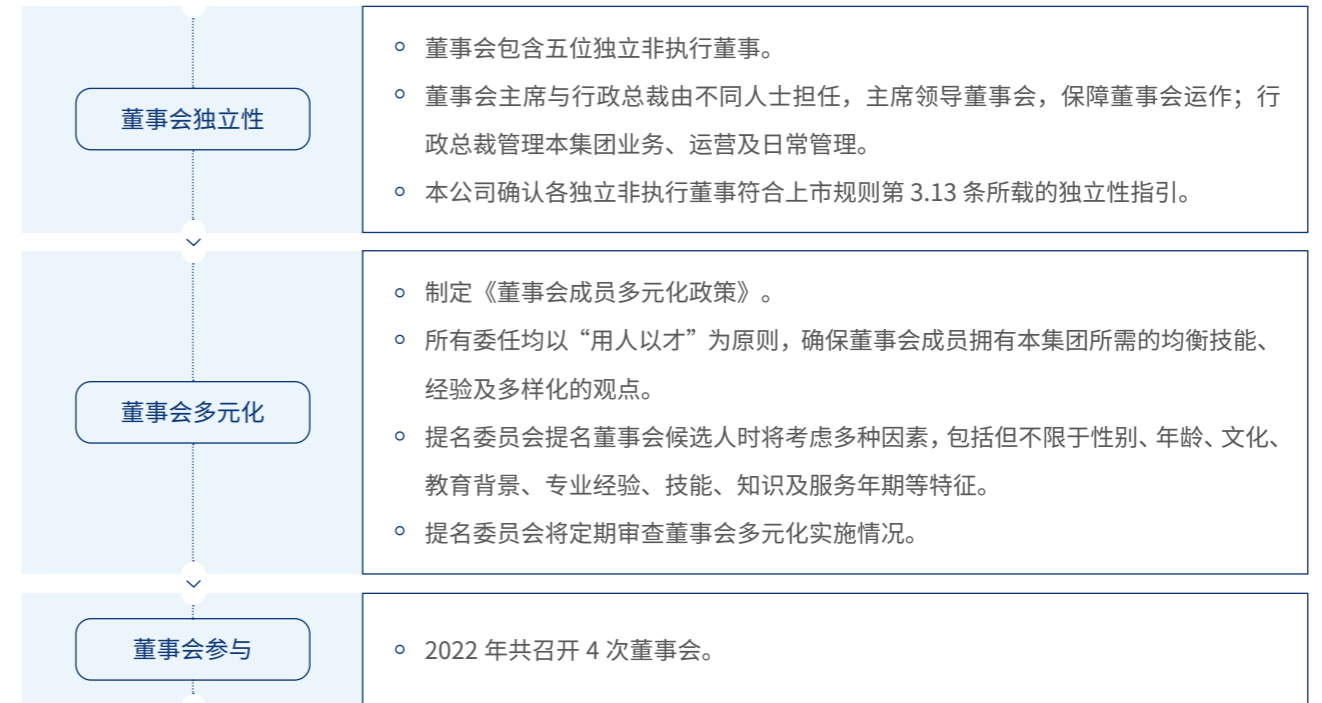 董事会独立性
董事会包含五位独立非执行董事。
董事会主席与行政总裁由不同人士担任，主席领导董事会，保障董事会运作；行
政总裁管理本集团业务、运营及日常管理。
本公司确认各独立非执行董事符合上市规则第 3.13 条所载的独立性指引。
董事会多元化
制定《董事会成员多元化政策》。
所有委任均以“用人以才”为原则，确保董事会成员拥有本集团所需的均衡技能、
经验及多样化的观点。
提名委员会提名董事会候选人时将考虑多种因素，包括但不限于性别、年龄、文化、
教育背景、专业经验、技能、知识及服务年期等特征。
提名委员会将定期审查董事会多元化实施情况。
董事会参与
2022 年共召开 4 次董事会。